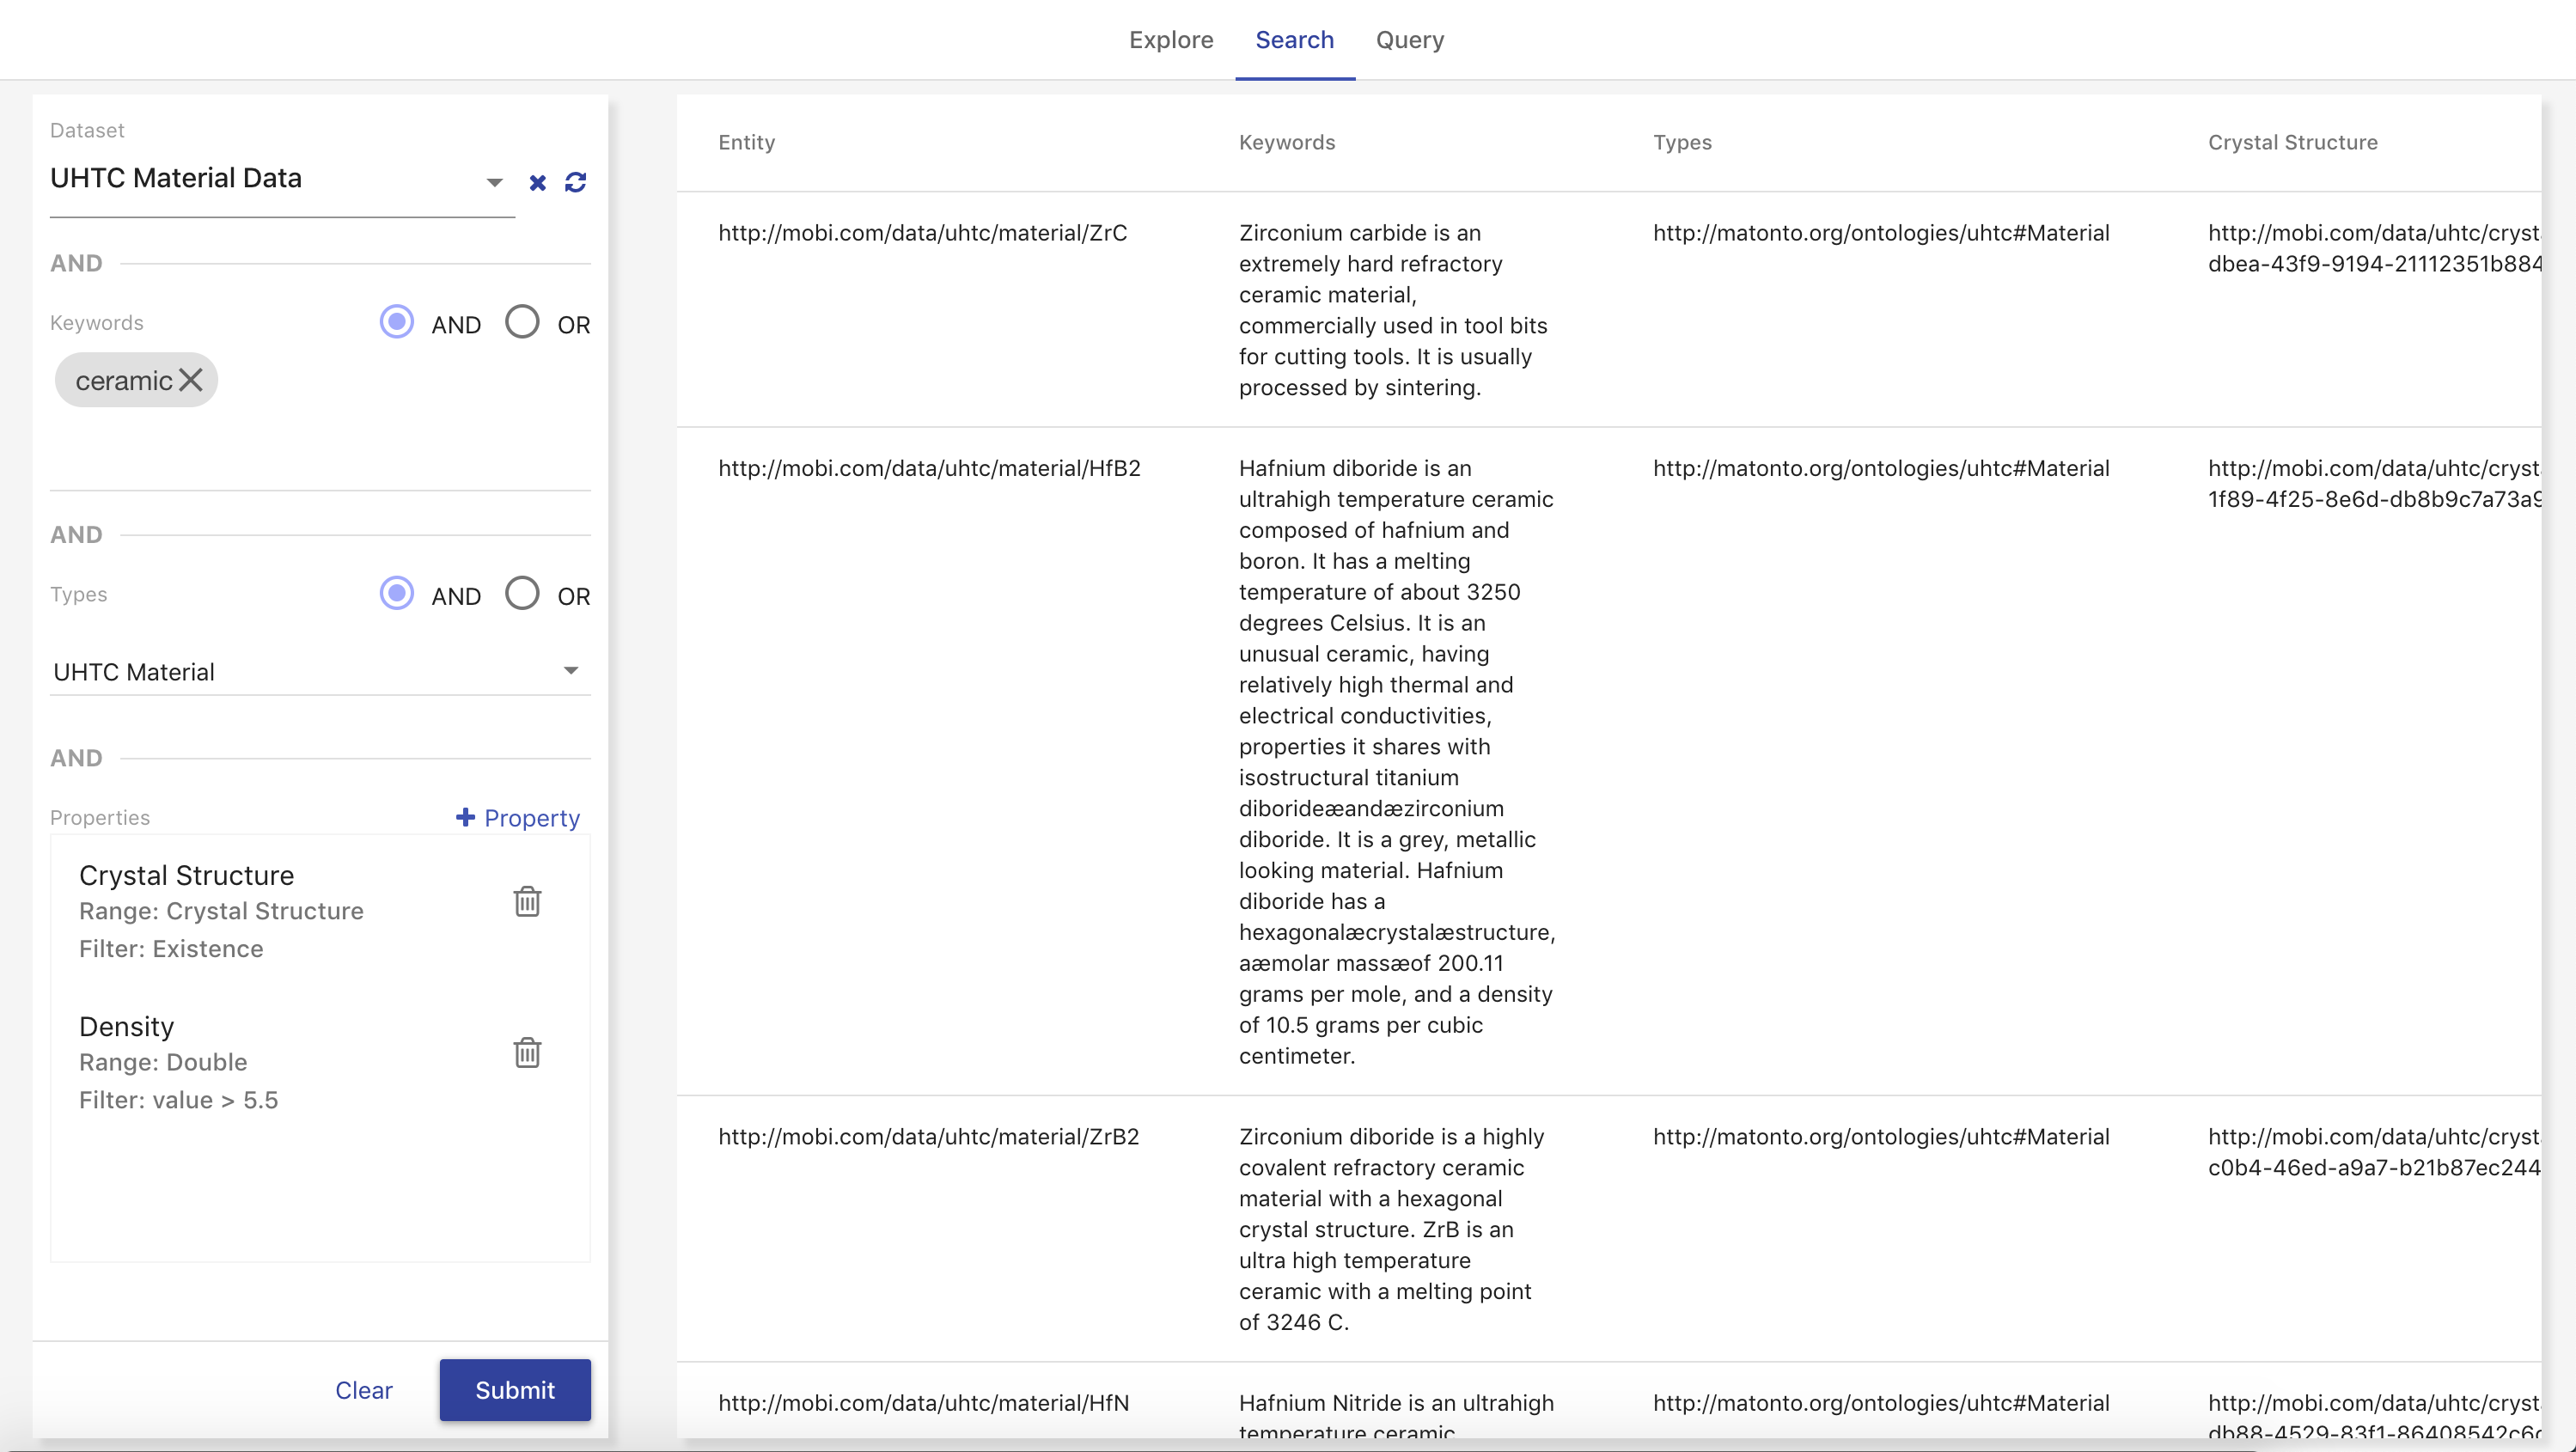 Explore Search Query
Dataset
UHTC Material Data
AND
Keywords AND OR
ceramic
AND
Types AND OR
UHTC Material
AND
Properties + Property
Crystal Structure
Range: Crystal Structure
Filter: Existence
Density
Range: Double
Filter: value > 5.5
Clear Submit
Entity Keywords Types Crystal Structure
http://mobi.com/data/uhtc/material/ZrC
Zirconium carbide is an
extremely hard refractory
ceramic material,
commercially used in tool bits
for cutting tools. It is usually
processed by sintering.
http://matonto.org/ontologies/uhtc#Material
http://mobi.com/data/uhtc/cryst
dbea-43f9-9194-21112351b884
http://mobi.com/data/uhtc/material/HfB2
Hafnium diboride is an
ultrahigh temperature ceramic
composed of hafnium and
boron. It has a melting
temperature of about 3250
degrees Celsius. It is an
unusual ceramic, having
relatively high thermal and
electrical conductivities,
properties it shares with
isostructural titanium
diborideæandæzirconium
diboride. It is a grey, metallic
looking material. Hafnium
diboride has a
hexagonalæcrystalæstructure,
aæmolar massæof 200.11
grams per mole, and a density
of 10.5 grams per cubic
centimeter.
http://matonto.org/ontologies/uhtc#Material
http://mobi.com/data/uhtc/cryst
1f89-4f25-8e6d-db8b9c7a73a9
http://mobi.com/data/uhtc/material/ZrB2
Zirconium diboride is a highly
covalent refractory ceramic
material with a hexagonal
crystal structure. ZrB is an
ultra high temperature
ceramic with a melting point
of 3246 C.
http://matonto.org/ontologies/uhtc#Material
http://mobi.com/data/uhtc/cryst
c0b4-46ed-a9a7-b21b87ec244
http://mobi.com/data/uhtc/material/HfN
Hafnium Nitride is an ultrahigh
temperature ceramic
http://matonto.org/ontologies/uhtc#Material
http://mobi.com/data/uhtc/cryst
db88-4529-83f1-86408542c6c